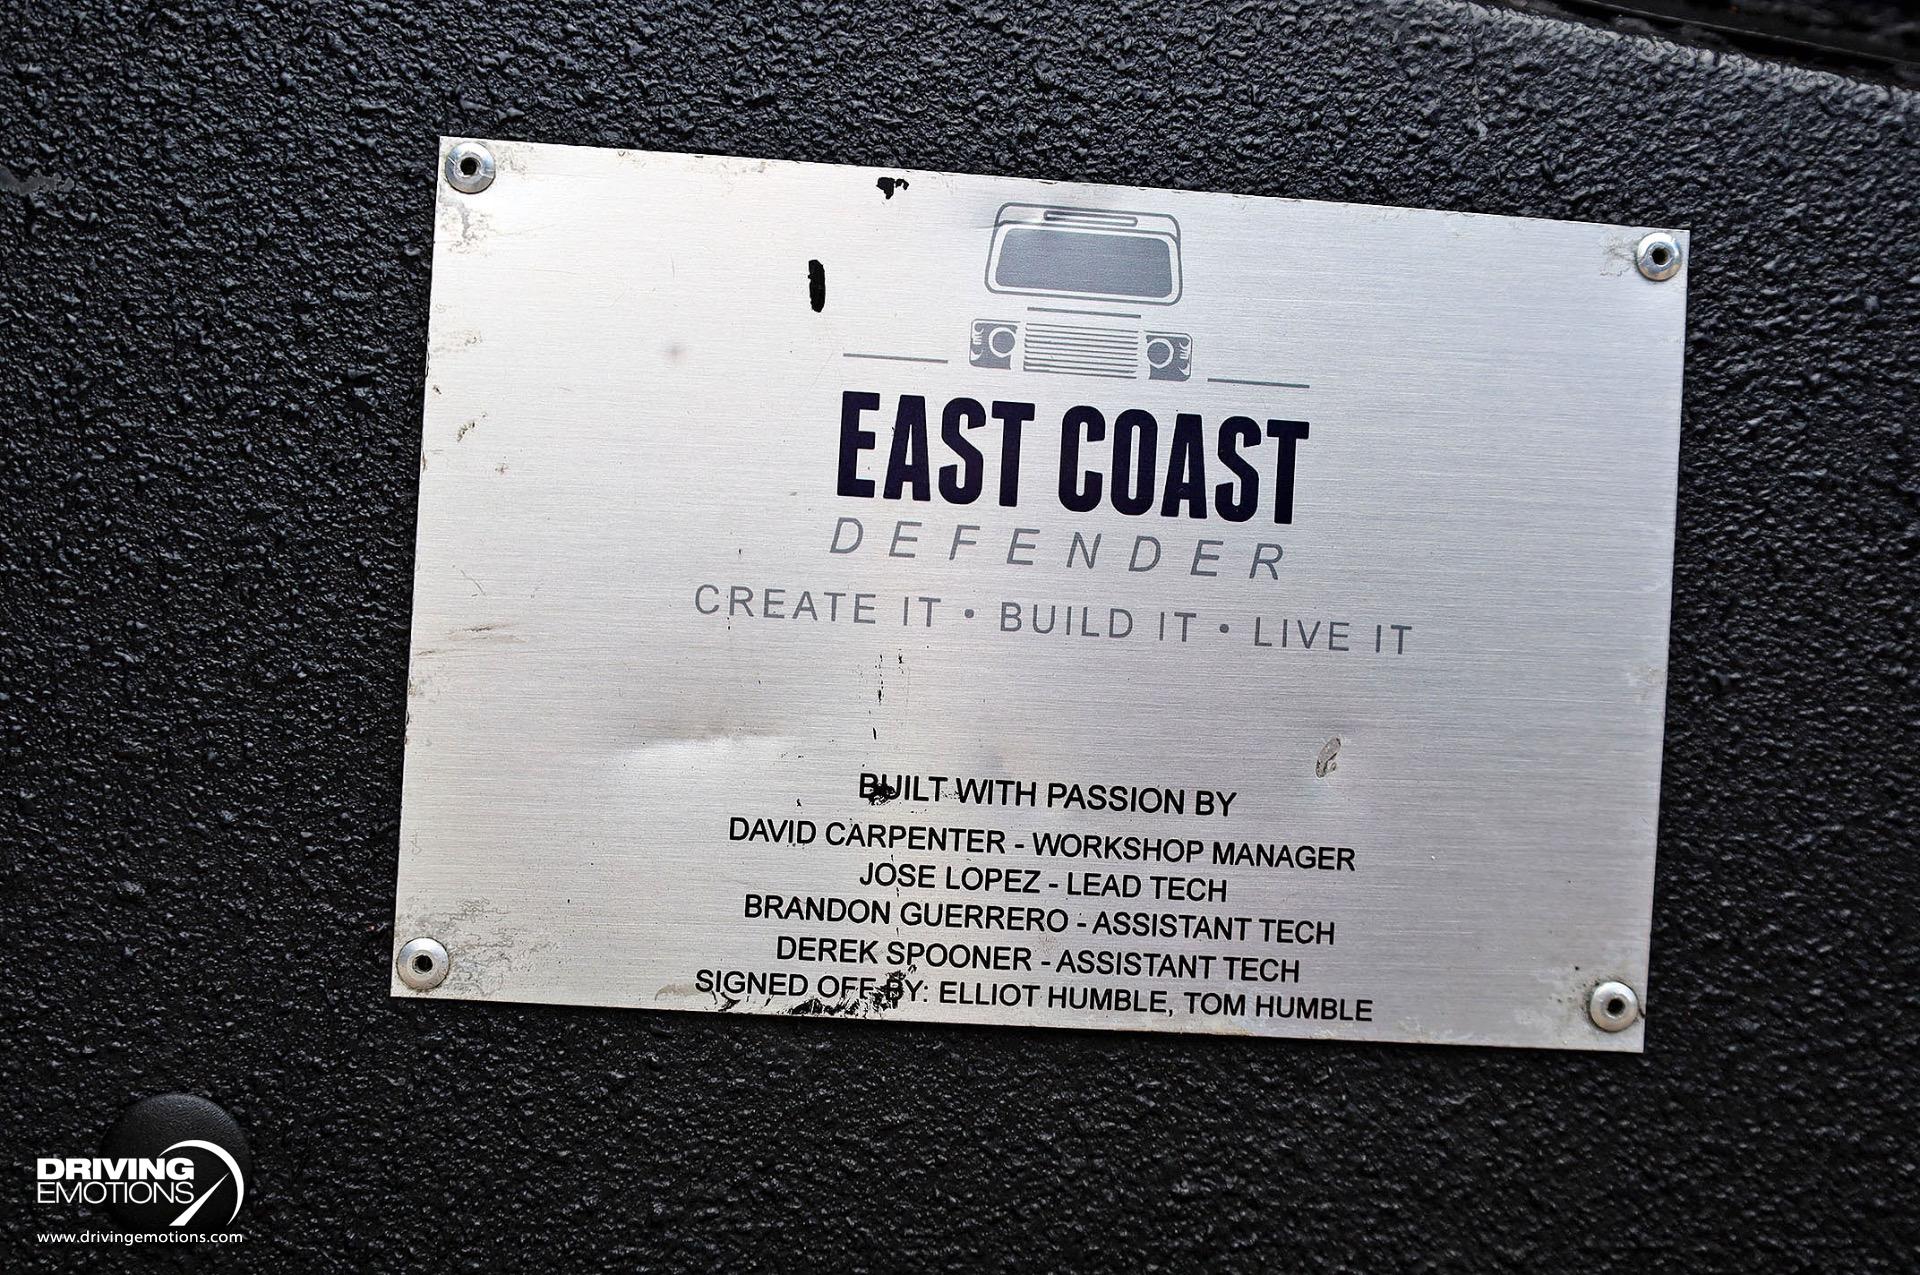 EAST COAST
DEFENDER
CREATE IT • BUILD IT • LIVE IT
BUILT WITH PASSION BY
DAVID CARPENTER - WORKSHOP MANAGER
JOSE LOPEZ - LEAD TECH
BRANDON GUERRERO - ASSISTANT TECH
DEREK SPOONER - ASSISTANT TECH
SIGNED OFF BY: ELLIOT HUMBLE, TOM HUMBLE
DRIVING
EMOTIONS
www.drivingemotions.com